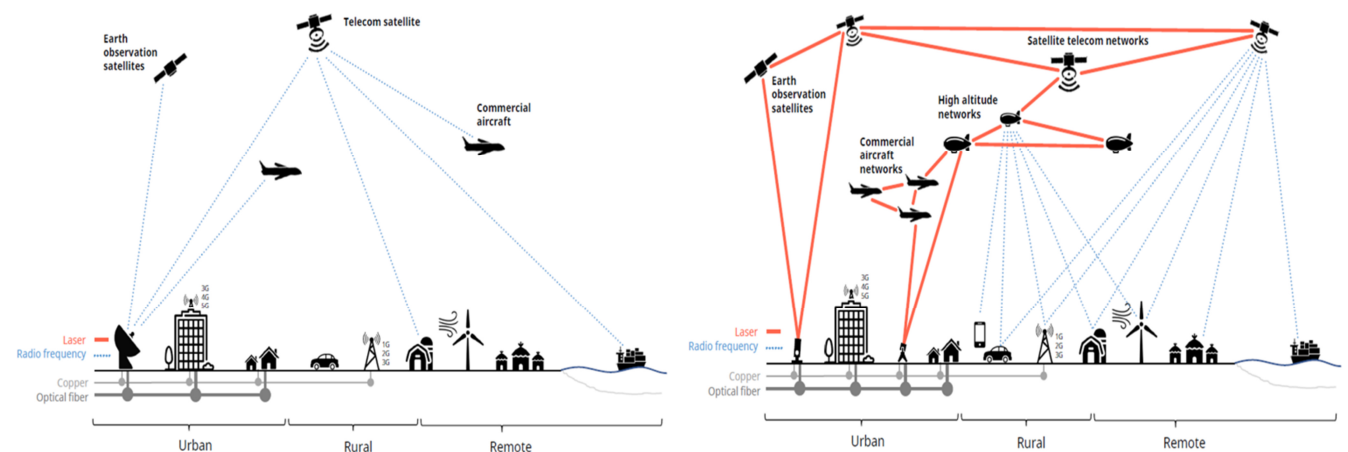 Telecom satellite
Earth
observation
satellites
Commercial
aircraft
3G
4G
5G
1G
2G
3G
Laser
Radio frequency
Copper
Optical fiber
Urban
Rural
Remote
Satellite telecom networks
Earth
observation
satellites
High altitude
networks
Commercial
aircraft
networks
3G
4G
5G
1G
2G
3G
Laser
Radio frequency
Copper
Optical fiber
Urban
Rural
Remote